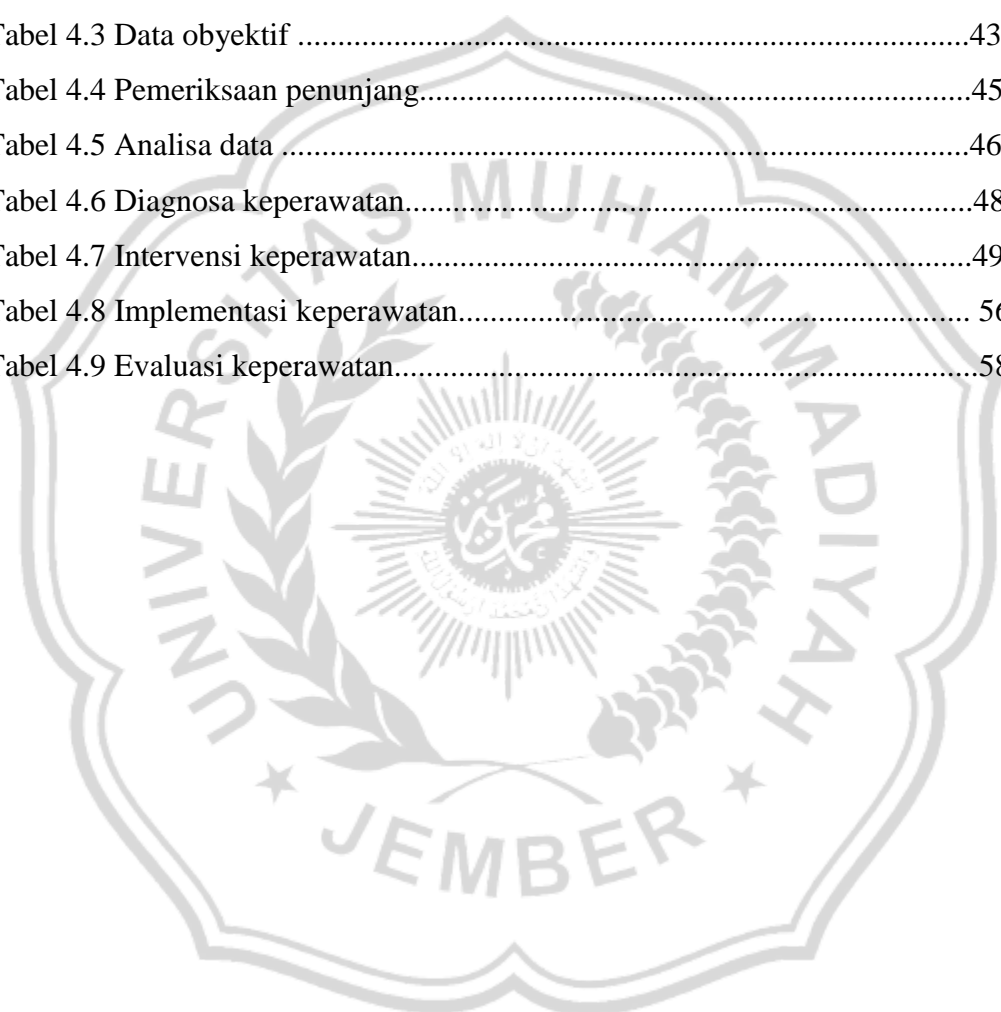 Tabel 4.3 Data obyektif ........................................................................43
Tabel 4.4 Pemeriksaan penunjang...........................................................45
Tabel 4.5 Analisa data .............................................................................46
Tabel 4.6 Diagnosa keperawatan.............................................................48
Tabel 4.7 Intervensi keperawatan............................................................49
Tabel 4.8 Implementasi keperawatan....................................................... 56
Tabel 4.9 Evaluasi keperawatan...............................................................58
UNIVERSITAS MUHAMMADIYAH
JEMBER